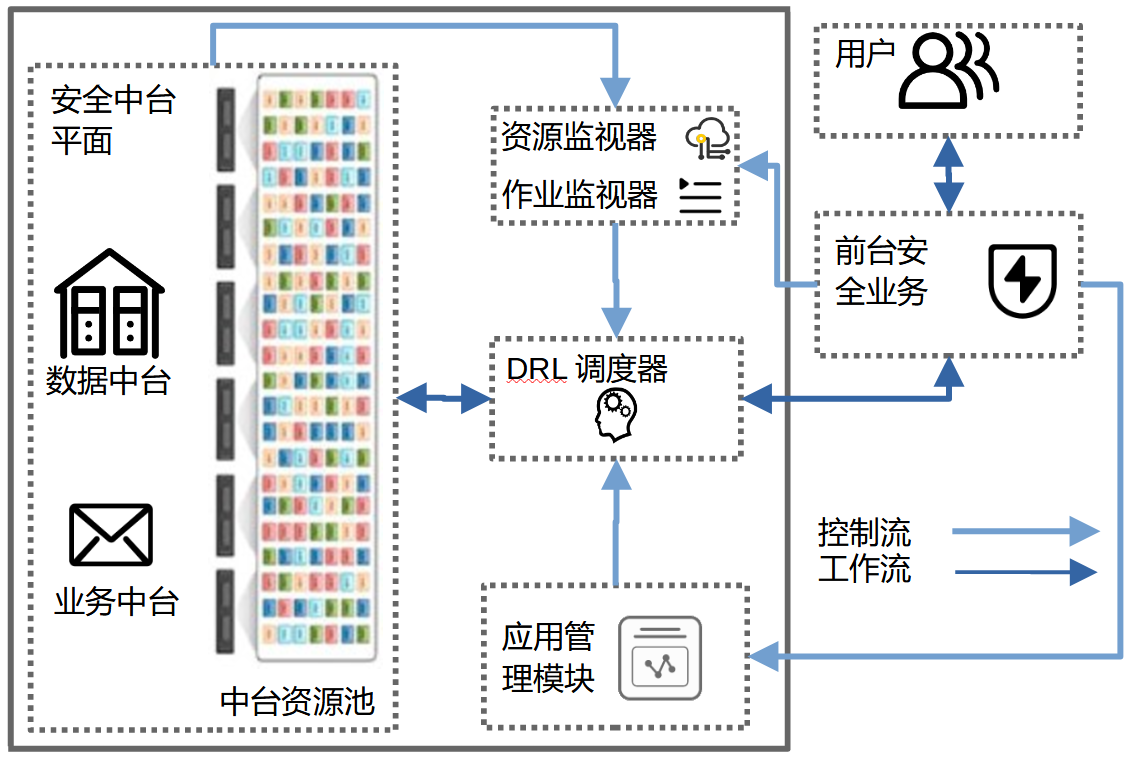 安全中台
平面
数据中台
业务中台
中台资源池
资源监视器
作业监视器
DRL 调度器
应用管
理模块
用户
前台安
全业务
控制流
工作流